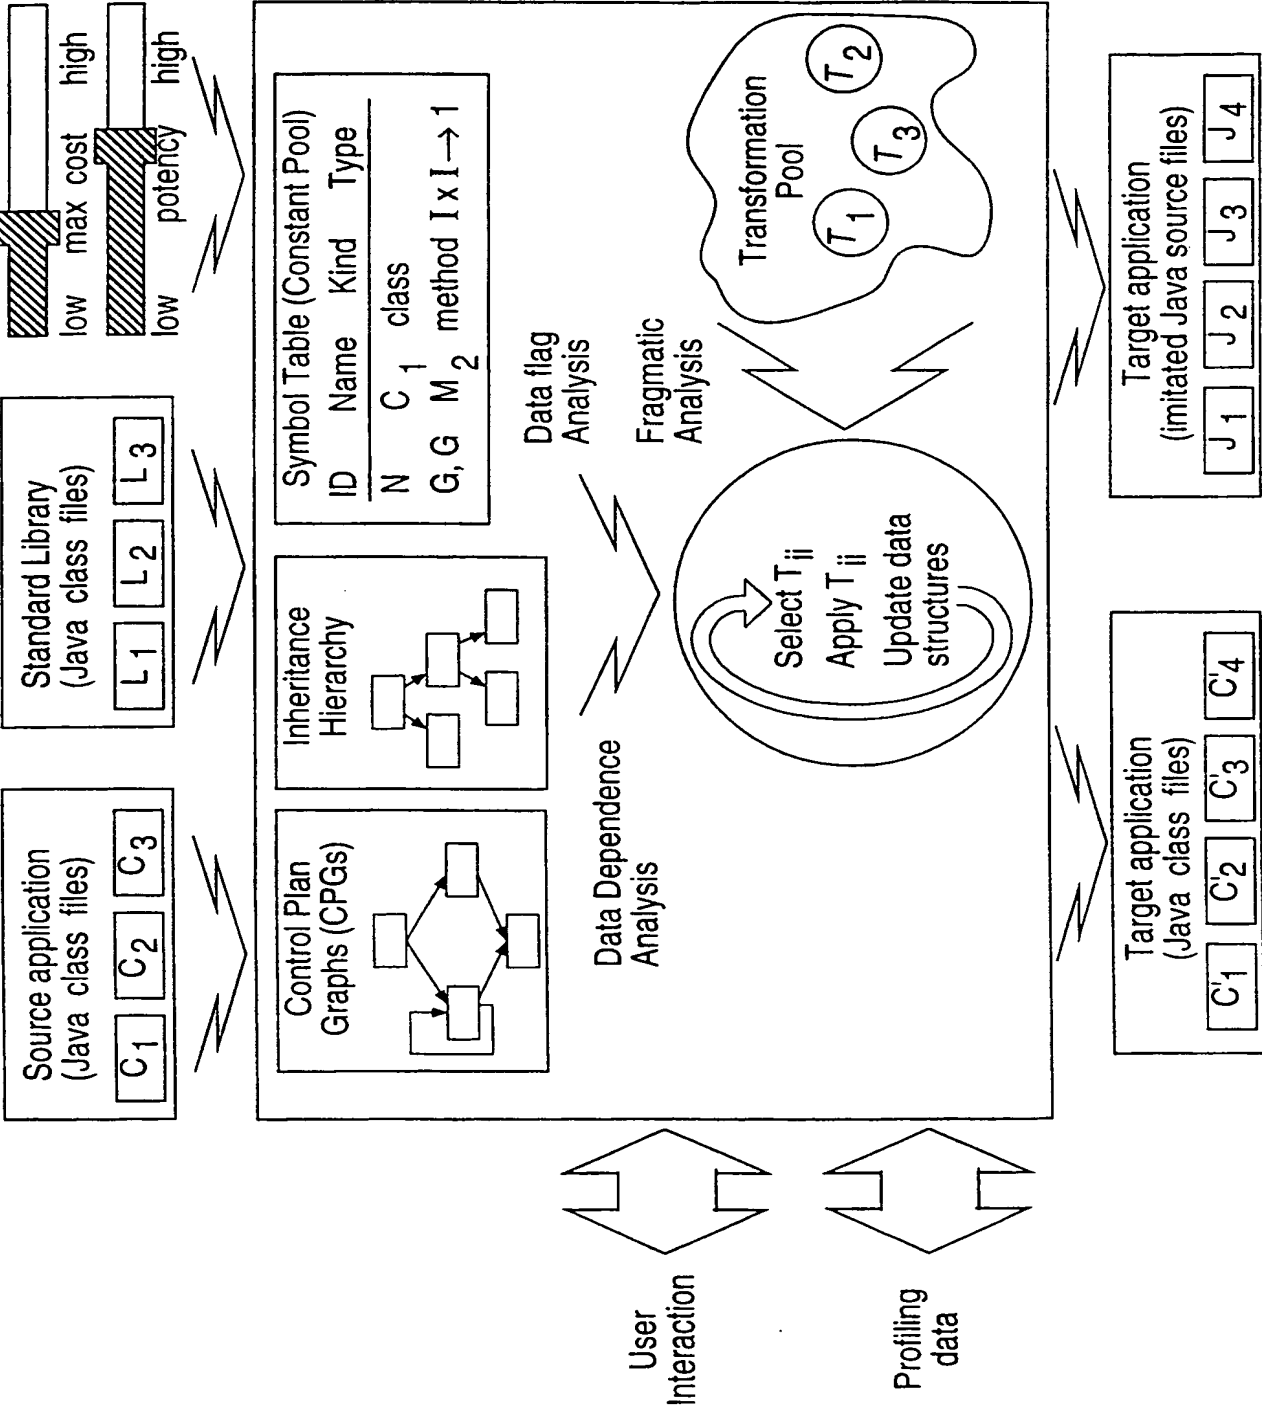 Source application
(Java class files)
C1 C2 C3
Standard Library
(Java class files)
L1 L2 L3
low max cost high
low potency high
Control Plan
Graphs (CPGs)
Inheritance
Hierarchy
Symbol Table (Constant Pool)
ID Name Kind Type
N C1 class
G, G M2 method I x I → 1
Data Dependence
Analysis
Data flag
Analysis
Fragmatic
Analysis
User
Interaction
Profiling
data
Select Tii
Apply Tii
Update data
structures
Transformation
Pool
T1 T3 T2
Target application
(Java class files)
C'1 C'2 C'3 C'4
Target application
(imitated Java source files)
J1 J2 J3 J4